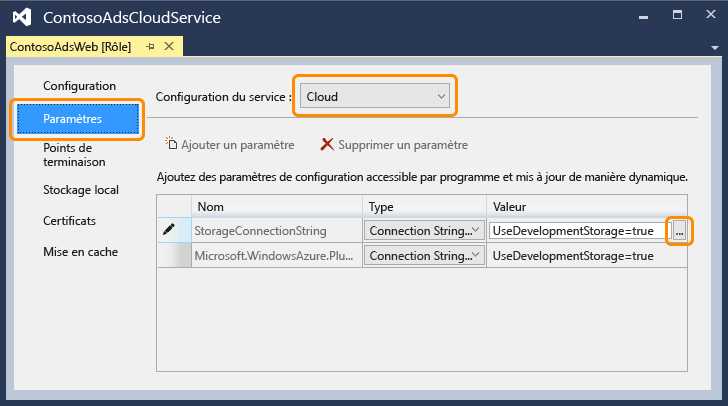 ContosoAdsCloudService
ContosoAdsWeb [Rôle]
Configuration
Paramètres
Points de
terminaison
Stockage local
Certificats
Mise en cache
Configuration du service : Cloud
Ajouter un paramètre Supprimer un paramètre
Ajoutez des paramètres de configuration accessible par programme et mis à jour de manière dynamique.
Nom Type Valeur
StorageConnectionString Connection String... UseDevelopmentStorage=true ...
Microsoft.WindowsAzure.Plu... Connection String... UseDevelopmentStorage=true